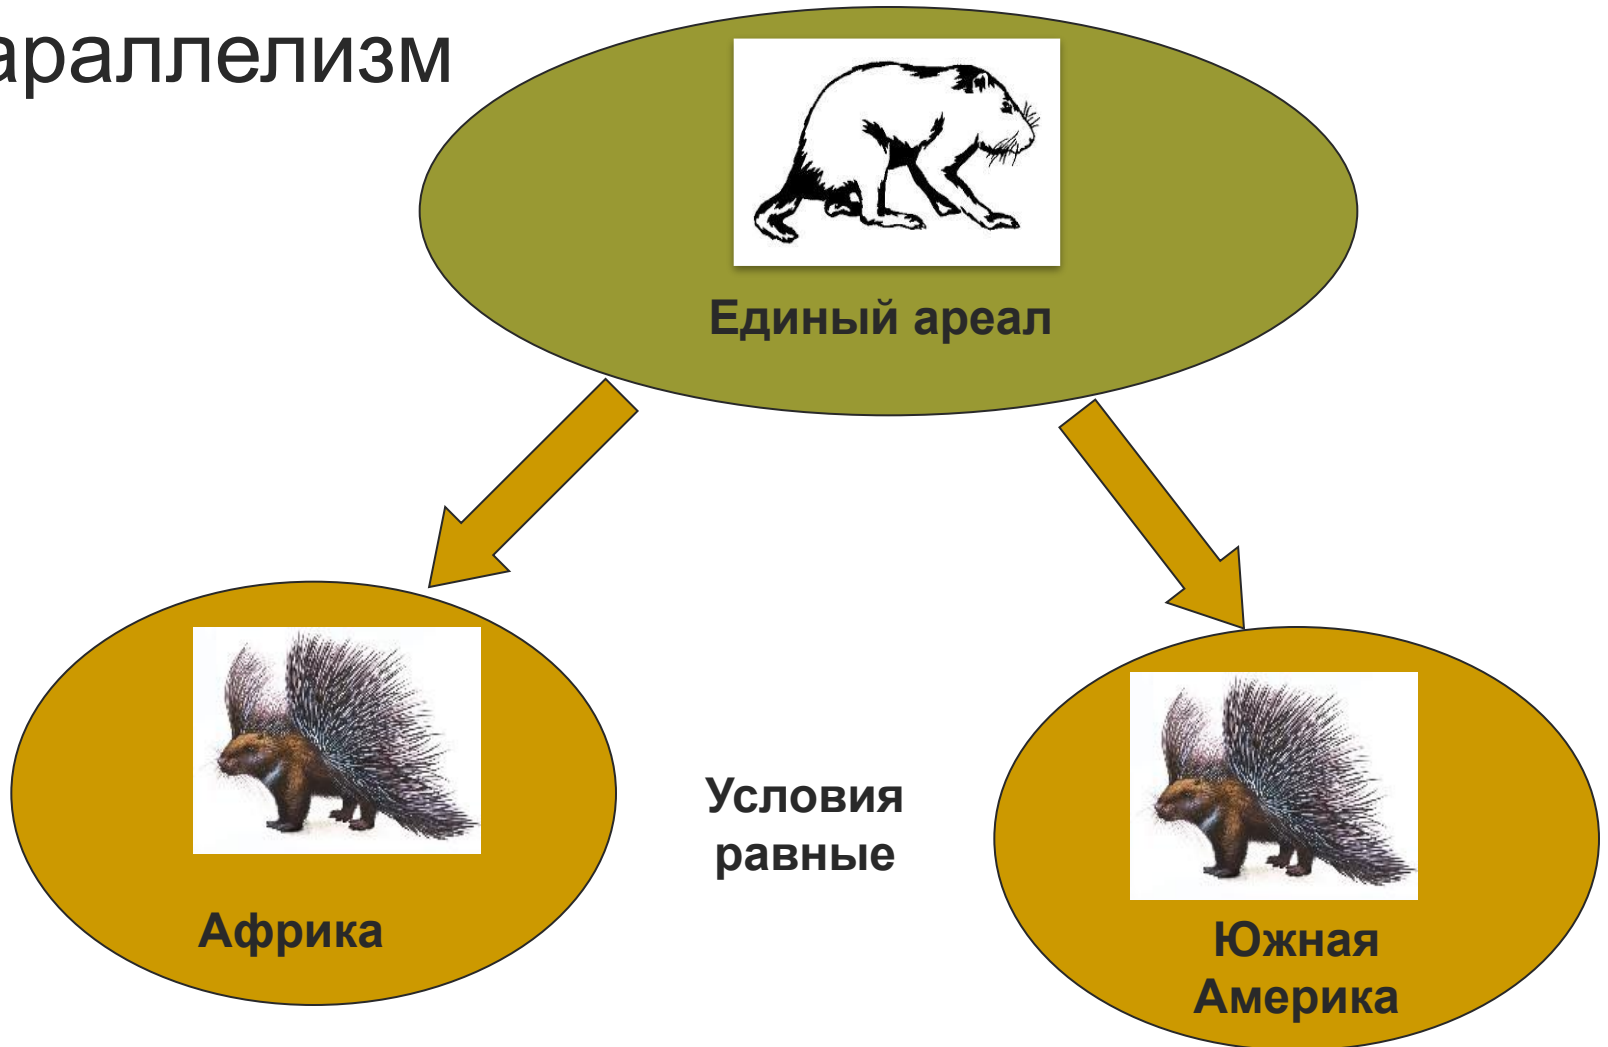 араллелизм
Единый ареал
Условия
равные
Африка
Южная
Америка